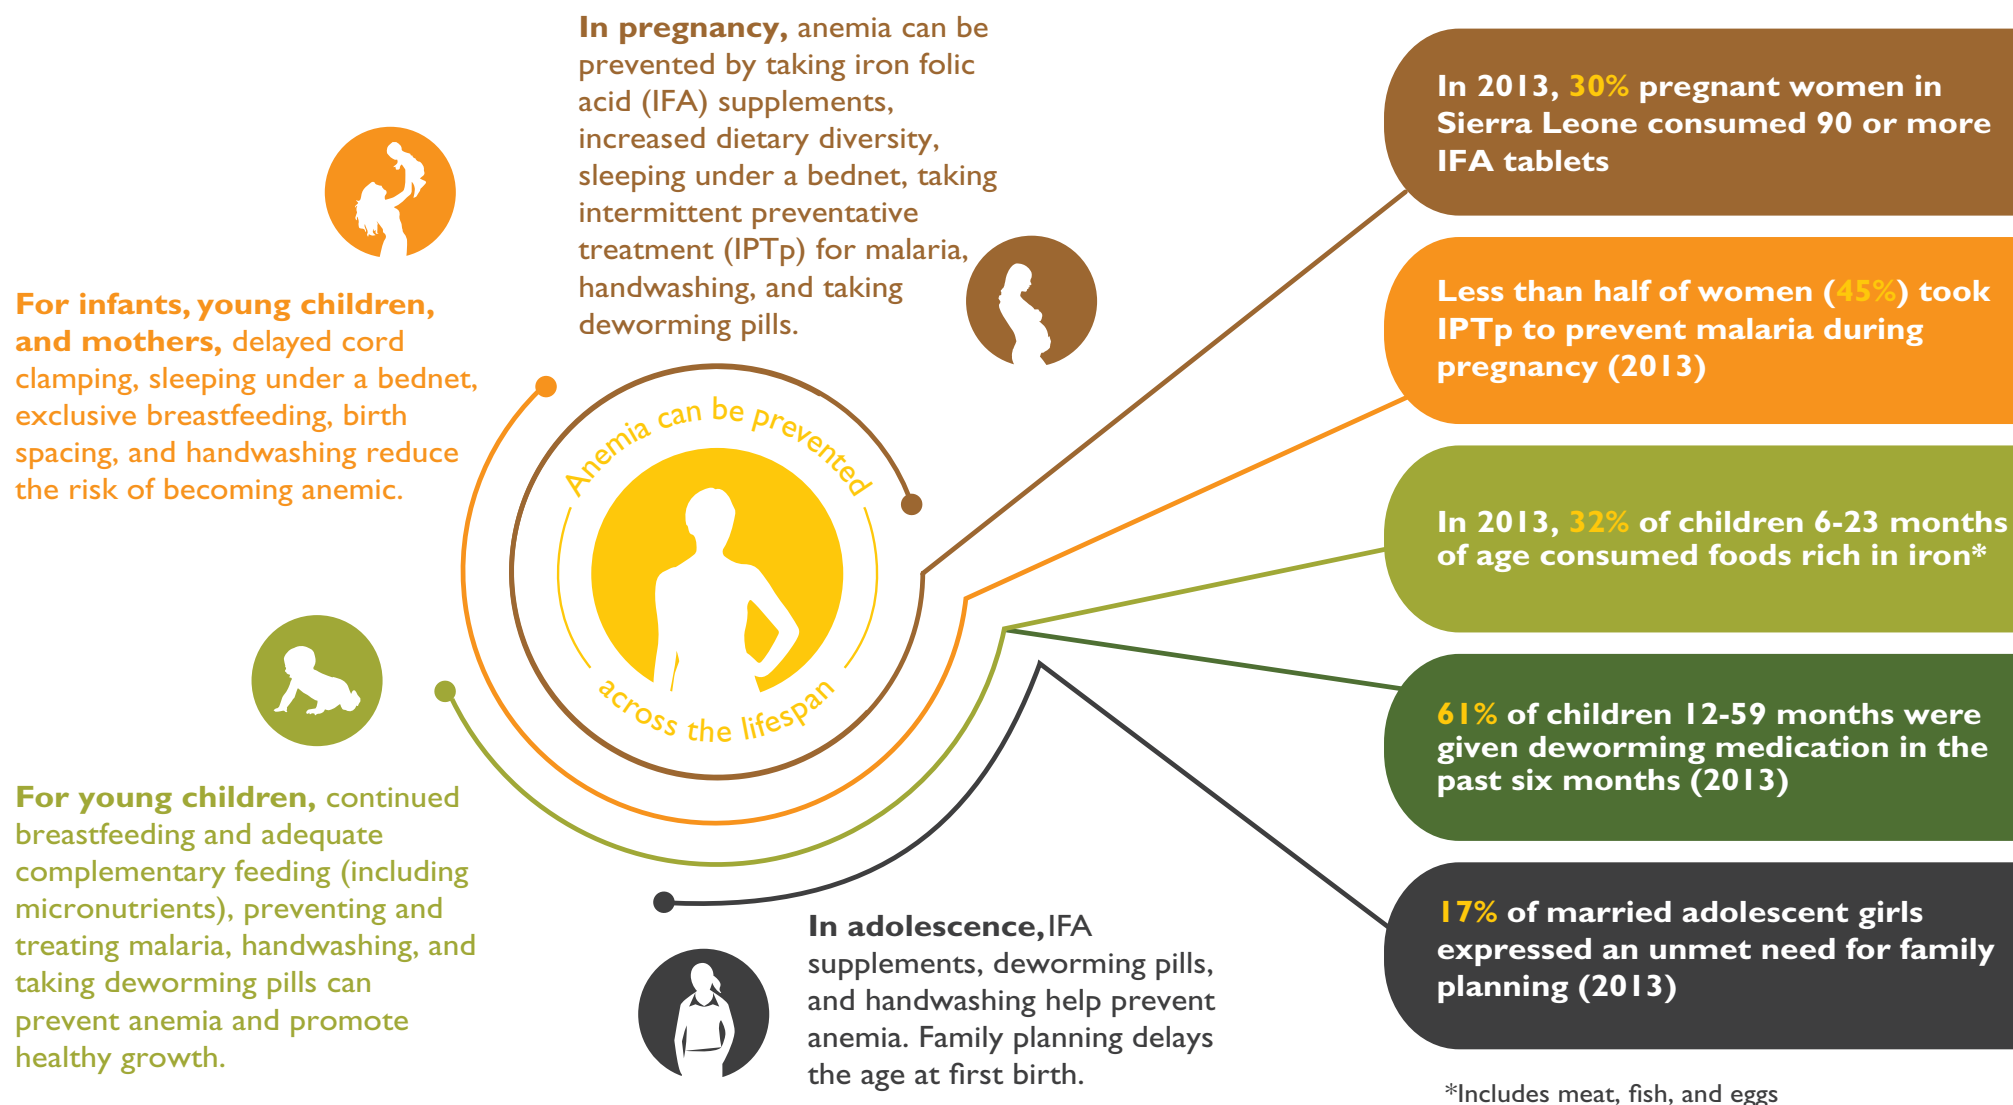 In pregnancy, anemia can be
prevented by taking iron folic
acid (IFA) supplements,
increased dietary diversity,
sleeping under a bednet, taking
intermittent preventative
treatment (IPTp) for malaria,
handwashing, and taking
deworming pills.
For infants, young children,
and mothers, delayed cord
clamping, sleeping under a bednet,
exclusive breastfeeding, birth
spacing, and handwashing reduce
the risk of becoming anemic.
Anemia can be prevented
across the lifespan
For young children, continued
breastfeeding and adequate
complementary feeding (including
micronutrients), preventing and
treating malaria, handwashing, and
taking deworming pills can
prevent anemia and promote
healthy growth.
In adolescence, IFA
supplements, deworming pills,
and handwashing help prevent
anemia. Family planning delays
the age at first birth.
In 2013, 30% pregnant women in
Sierra Leone consumed 90 or more
IFA tablets
Less than half of women (45%) took
IPTp to prevent malaria during
pregnancy (2013)
In 2013, 32% of children 6-23 months
of age consumed foods rich in iron*
61% of children 12-59 months were
given deworming medication in the
past six months (2013)
17% of married adolescent girls
expressed an unmet need for family
planning (2013)
*Includes meat, fish, and eggs